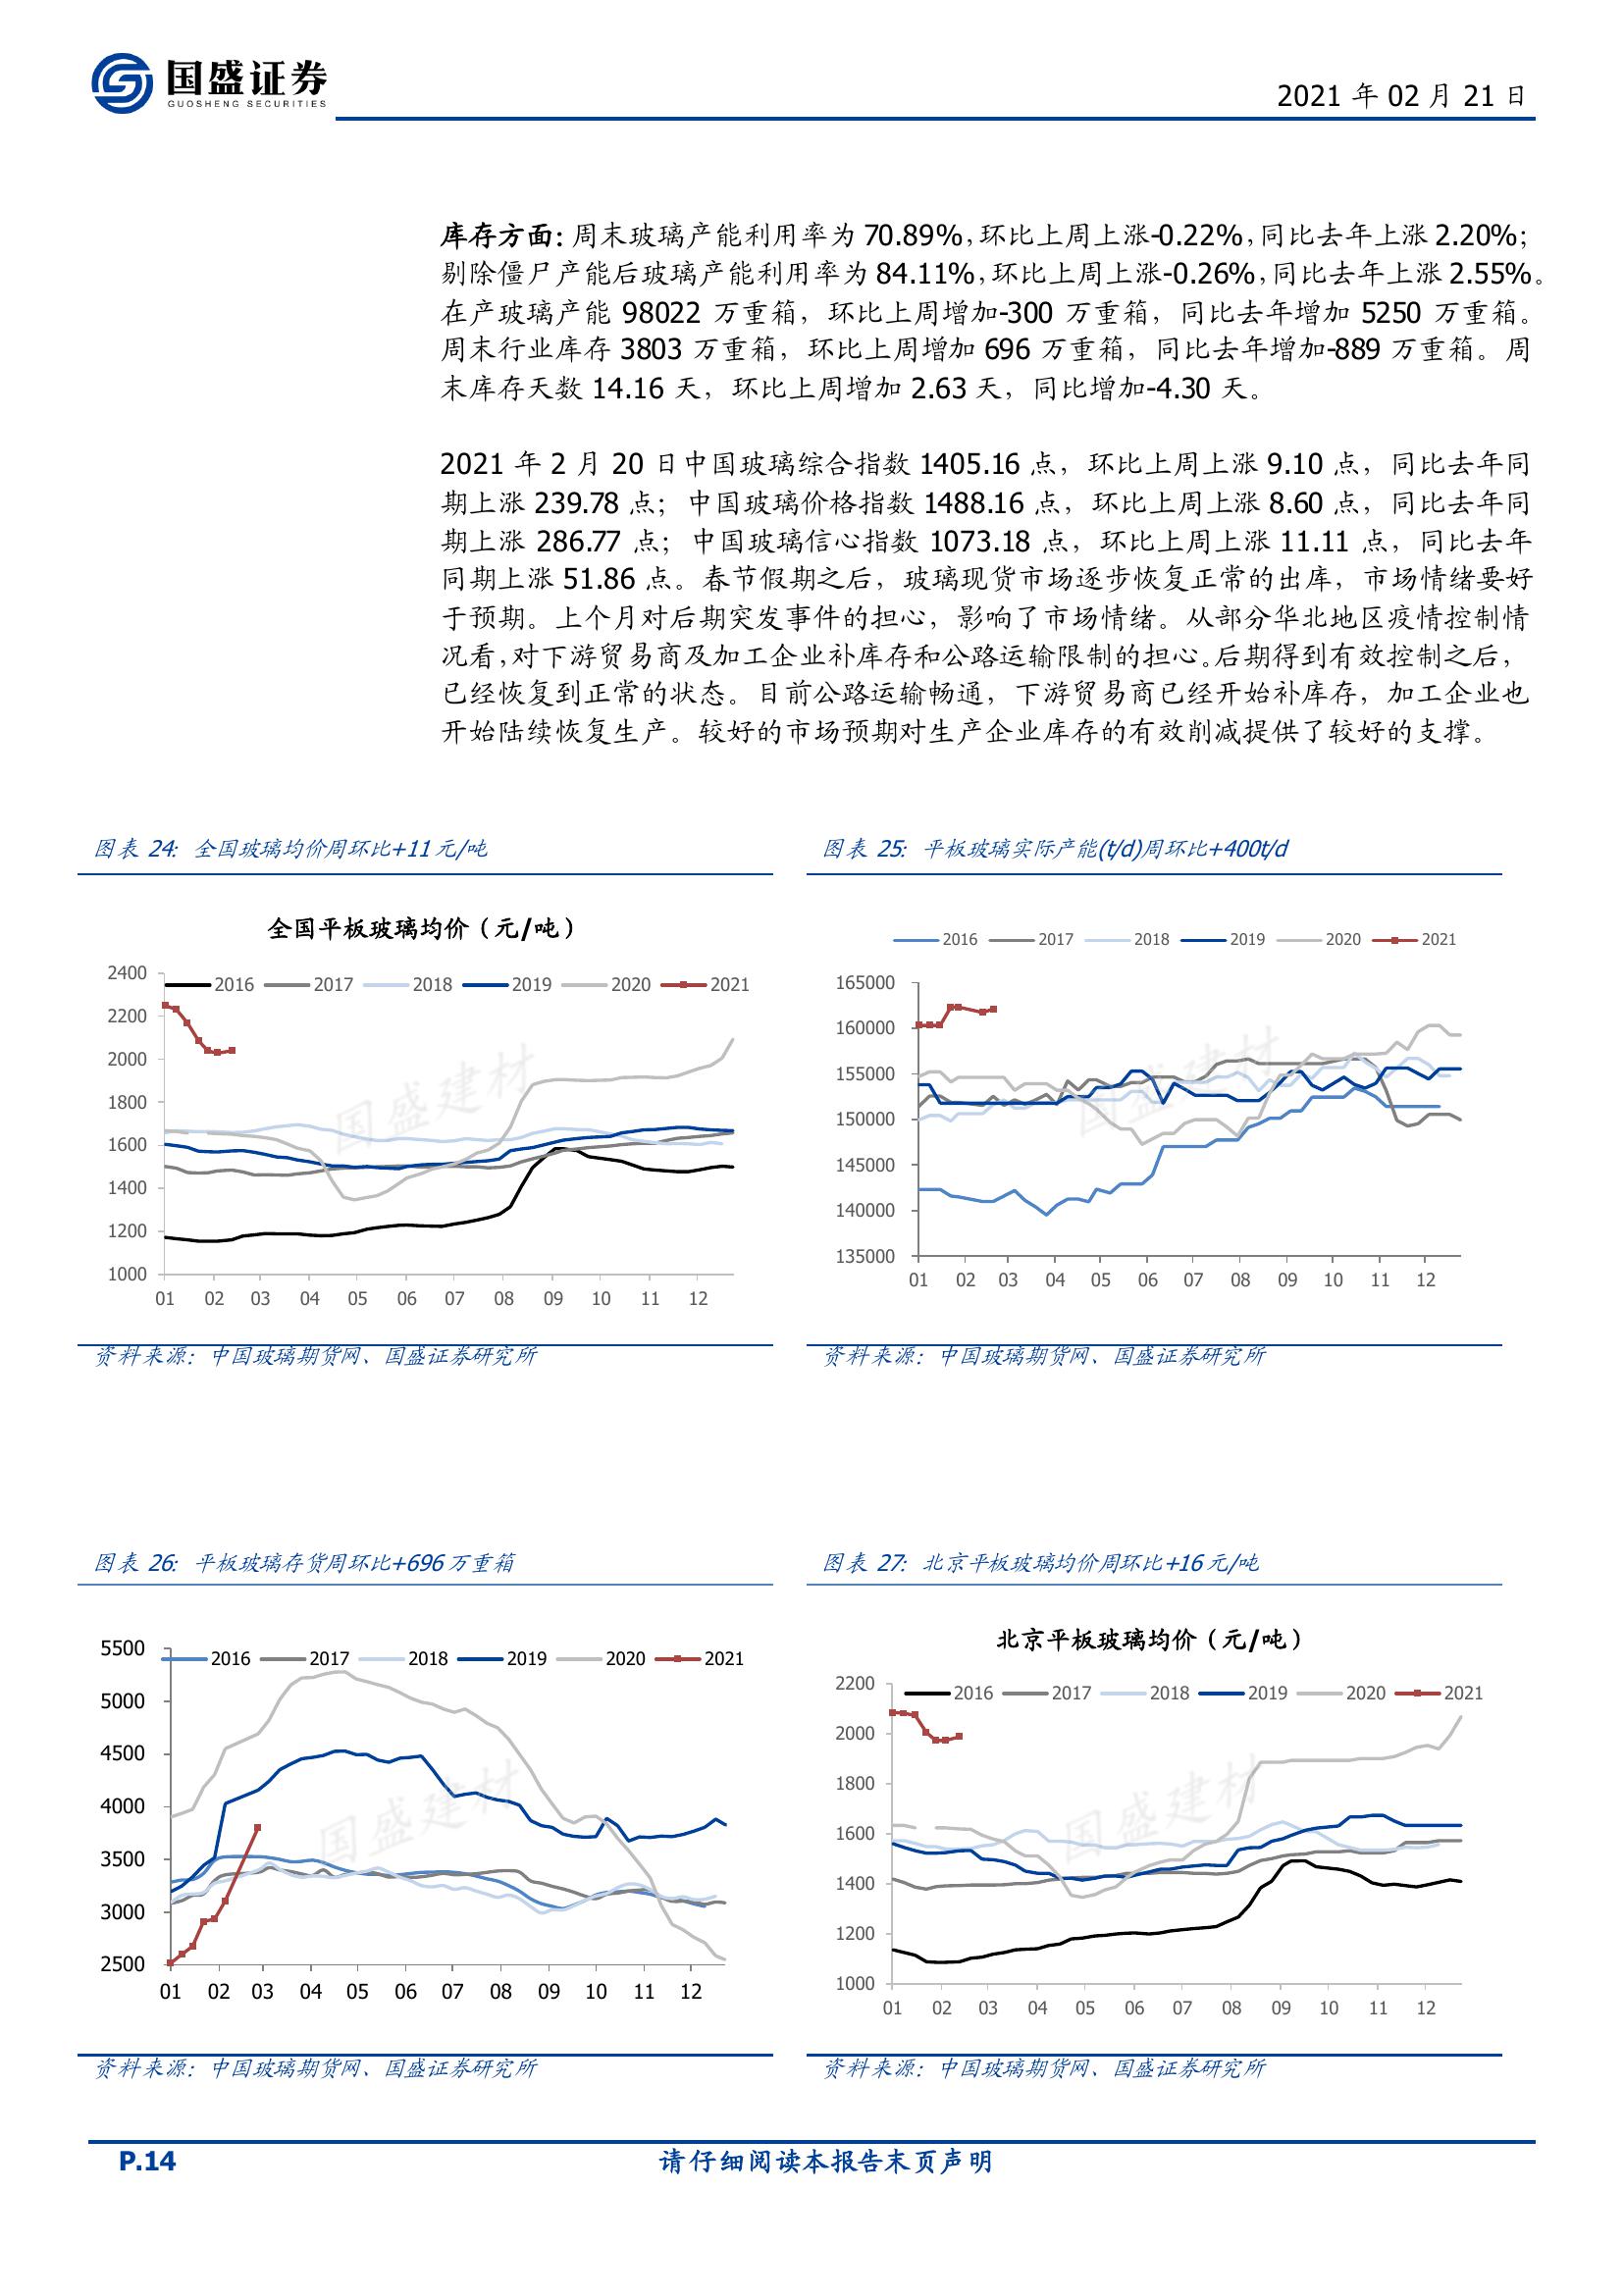 国盛证券
GUOSHENG SECURITIES
2021 年 02 月 21 日
库存方面: 周末玻璃产能利用率为 70.89%，环比上周上涨-0.22%，同比去年上涨 2.20%；
剔除僵尸产能后玻璃产能利用率为 84.11%，环比上周上涨-0.26%，同比去年上涨 2.55%。
在产玻璃产能 98022 万重箱，环比上周增加-300 万重箱，同比去年增加 5250 万重箱。
周末行业库存 3803 万重箱，环比上周增加 696 万重箱，同比去年增加-889 万重箱。周
末库存天数 14.16 天，环比上周增加 2.63 天，同比增加-4.30 天。
2021 年 2 月 20 日中国玻璃综合指数 1405.16 点，环比上周上涨 9.10 点，同比去年同
期上涨 239.78 点；中国玻璃价格指数 1488.16 点，环比上周上涨 8.60 点，同比去年同
期上涨 286.77 点；中国玻璃信心指数 1073.18 点，环比上周上涨 11.11 点，同比去年
同期上涨 51.86 点。春节假期之后，玻璃现货市场逐步恢复正常的出库，市场情绪要好
于预期。上个月对后期突发事件的担心，影响了市场情绪。从部分华北地区疫情控制情
况看，对下游贸易商及加工企业补库存和公路运输限制的担心。后期得到有效控制之后，
已经恢复到正常的状态。目前公路运输畅通，下游贸易商已经开始补库存，加工企业也
开始陆续恢复生产。较好的市场预期对生产企业库存的有效削减提供了较好的支撑。
图表 24：全国玻璃均价周环比+11 元/吨
全国平板玻璃均价（元/吨）
2016 2017 2018 2019 2020 2021
2400
2200
2000
1800
1600
1400
1200
1000
01 02 03 04 05 06 07 08 09 10 11 12
国盛建材
资料来源：中国玻璃期货网、国盛证券研究所
图表 25：平板玻璃实际产能(t/d)周环比+400t/d
2016 2017 2018 2019 2020 2021
165000
160000
155000
150000
145000
140000
135000
01 02 03 04 05 06 07 08 09 10 11 12
国盛建材
资料来源：中国玻璃期货网、国盛证券研究所
图表 26：平板玻璃存货周环比+696 万重箱
2016 2017 2018 2019 2020 2021
5500
5000
4500
4000
3500
3000
2500
01 02 03 04 05 06 07 08 09 10 11 12
国盛建材
资料来源：中国玻璃期货网、国盛证券研究所
图表 27：北京平板玻璃均价周环比+16 元/吨
北京平板玻璃均价（元/吨）
2016 2017 2018 2019 2020 2021
2200
2000
1800
1600
1400
1200
1000
01 02 03 04 05 06 07 08 09 10 11 12
国盛建材
资料来源：中国玻璃期货网、国盛证券研究所
P.14
请仔细阅读本报告末页声明